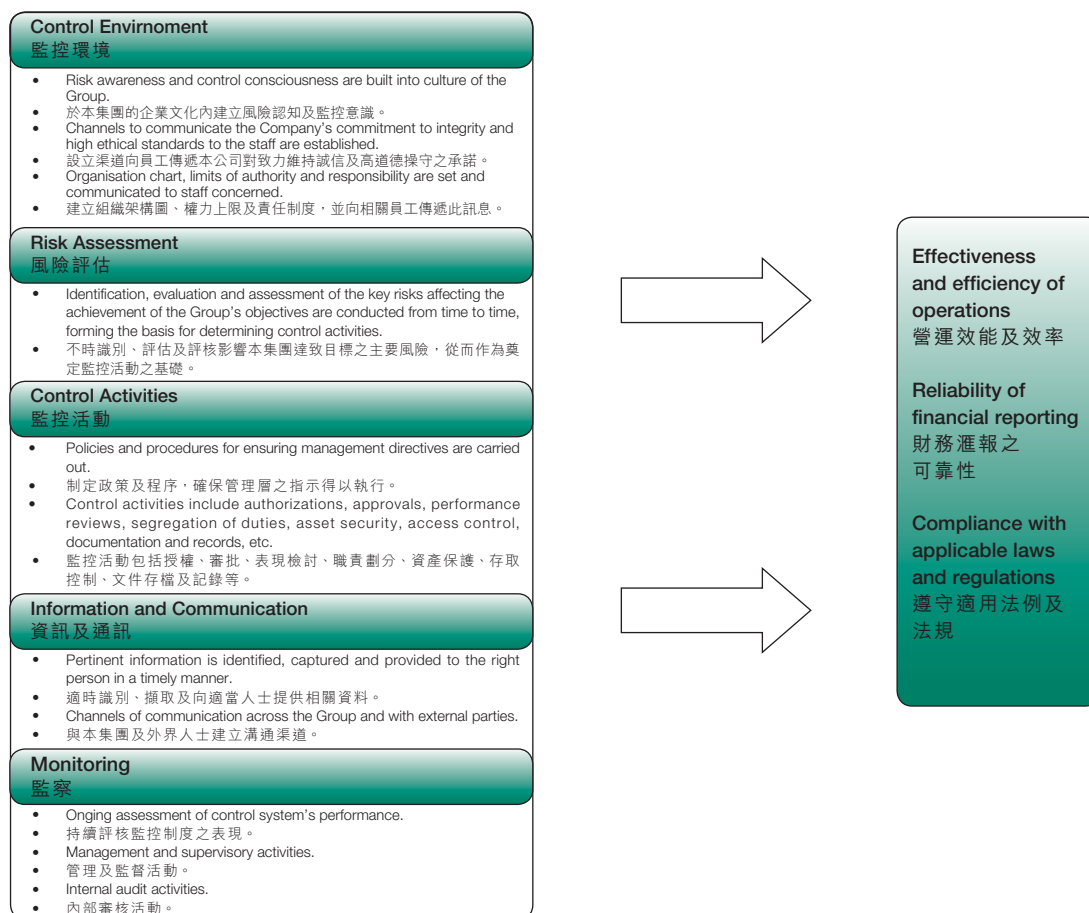 Control Envirnoment
監控環境
• Risk awareness and control consciousness are built into culture of the
Group.
• 於本集團的企業文化內建立風險認知及監控意識。
• Channels to communicate the Company's commitment to integrity and
high ethical standards to the staff are established.
• 設立渠道向員工傳遞本公司對致力維持誠信及高道德操守之承諾。
• Organisation chart, limits of authority and responsibility are set and
communicated to staff concerned.
• 建立組織架構圖、權力上限及責任制度，並向相關員工傳遞此訊息。
Risk Assessment
風險評估
• Identification, evaluation and assessment of the key risks affecting the
achievement of the Group's objectives are conducted from time to time,
forming the basis for determining control activities.
• 不時識別、評估及評核影響本集團達致目標之主要風險，從而作為奠
定監控活動之基礎。
Control Activities
監控活動
• Policies and procedures for ensuring management directives are carried
out.
• 制定政策及程序，確保管理層之指示得以執行。
• Control activities include authorizations, approvals, performance
reviews, segregation of duties, asset security, access control,
documentation and records, etc.
• 監控活動包括授權、審批、表現檢討、職責劃分、資產保護、存取
控制、文件存檔及記錄等。
Information and Communication
資訊及通訊
• Pertinent information is identified, captured and provided to the right
person in a timely manner.
• 適時識別、擷取及向適當人士提供相關資料。
• Channels of communication across the Group and with external parties.
• 與本集團及外界人士建立溝通渠道。
Monitoring
監察
• Onging assessment of control system's performance.
• 持續評核監控制度之表現。
• Management and supervisory activities.
• 管理及監督活動。
• Internal audit activities.
• 內部審核活動。
Effectiveness
and efficiency of
operations
營運效能及效率
Reliability of
financial reporting
財務滙報之
可靠性
Compliance with
applicable laws
and regulations
遵守適用法例及
法規